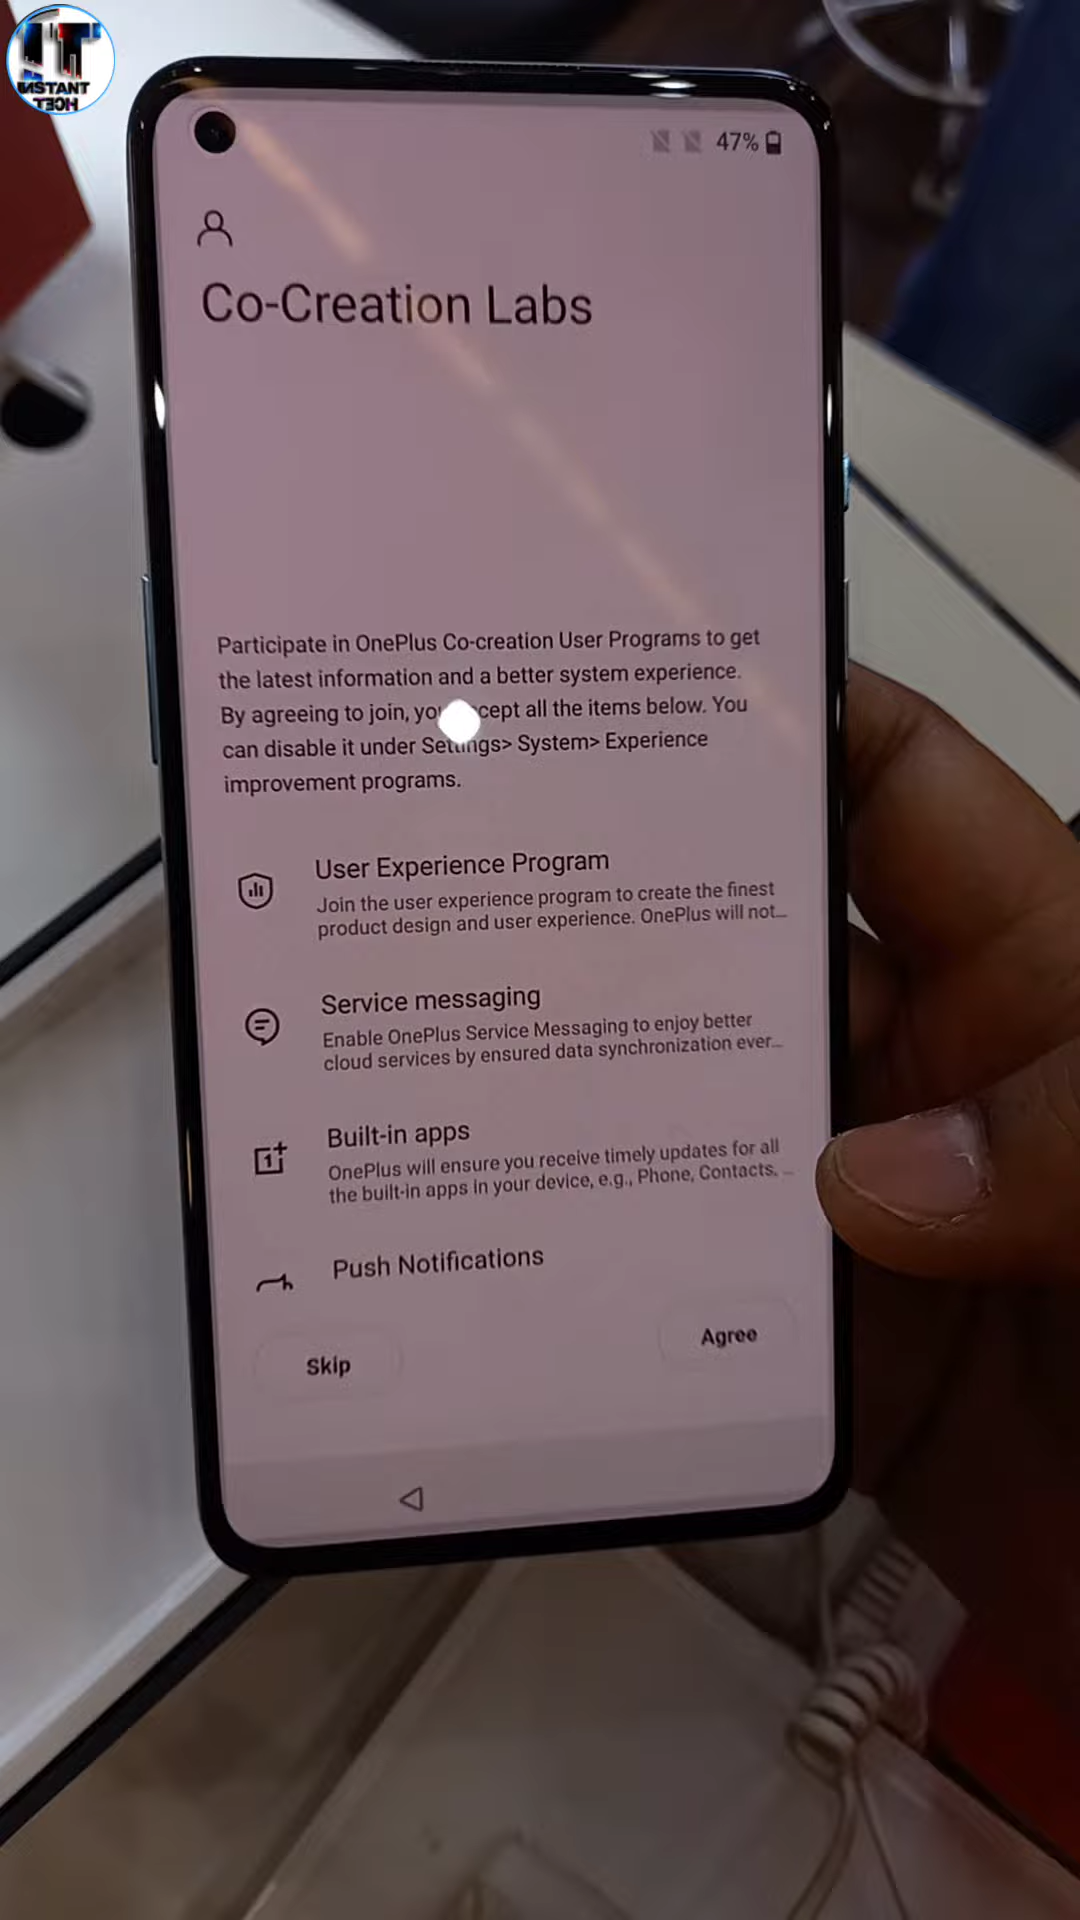 IT
INSTANT
TECH
47%
Co-Creation Labs
Participate in OnePlus Co-creation User Programs to get
the latest information and a better system experience.
By agreeing to join, you accept all the items below. You
can disable it under Settings> System> Experience
improvement programs.
User Experience Program
Join the user experience program to create the finest
product design and user experience. OnePlus will not...
Service messaging
Enable OnePlus Service Messaging to enjoy better
cloud services by ensured data synchronization ever...
Built-in apps
OnePlus will ensure you receive timely updates for all
the built-in apps in your device, e.g., Phone, Contacts, ...
Push Notifications
Skip
Agree